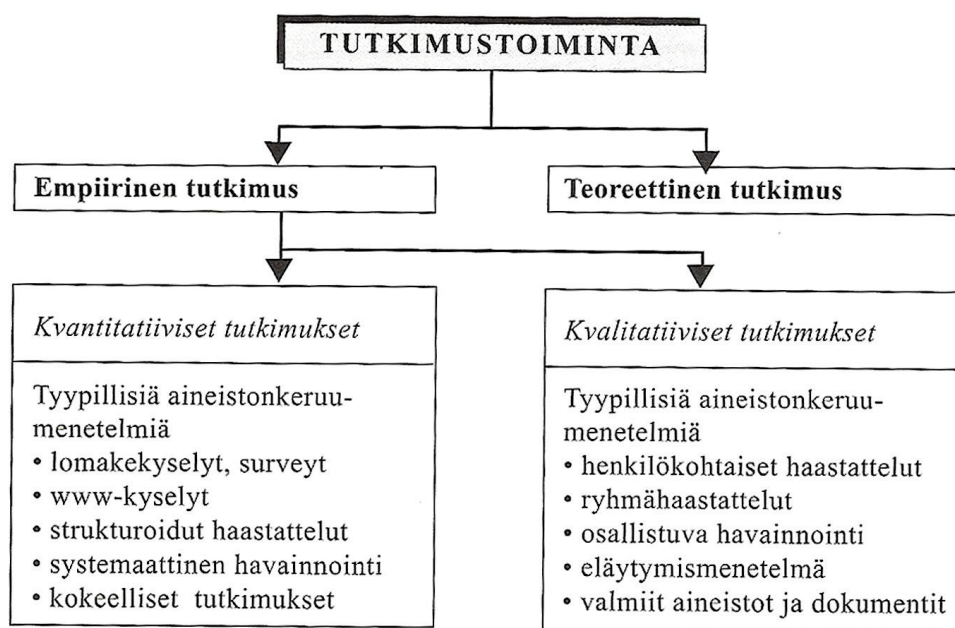 TUTKIMUSTOIMINTA
Empiirinen tutkimus
Teoreettinen tutkimus
Kvantitatiiviset tutkimukset
Tyypillisiä aineistonkeruu-
menetelmiä
• lomakekyselyt, surveyt
• www-kyselyt
• strukturoidut haastattelut
• systemaattinen havainnointi
• kokeelliset tutkimukset
Kvalitatiiviset tutkimukset
Tyypillisiä aineistonkeruu-
menetelmiä
• henkilökohtaiset haastattelut
• ryhmähaastattelut
• osallistuva havainnointi
• eläytymismenetelmä
• valmiit aineistot ja dokumentit